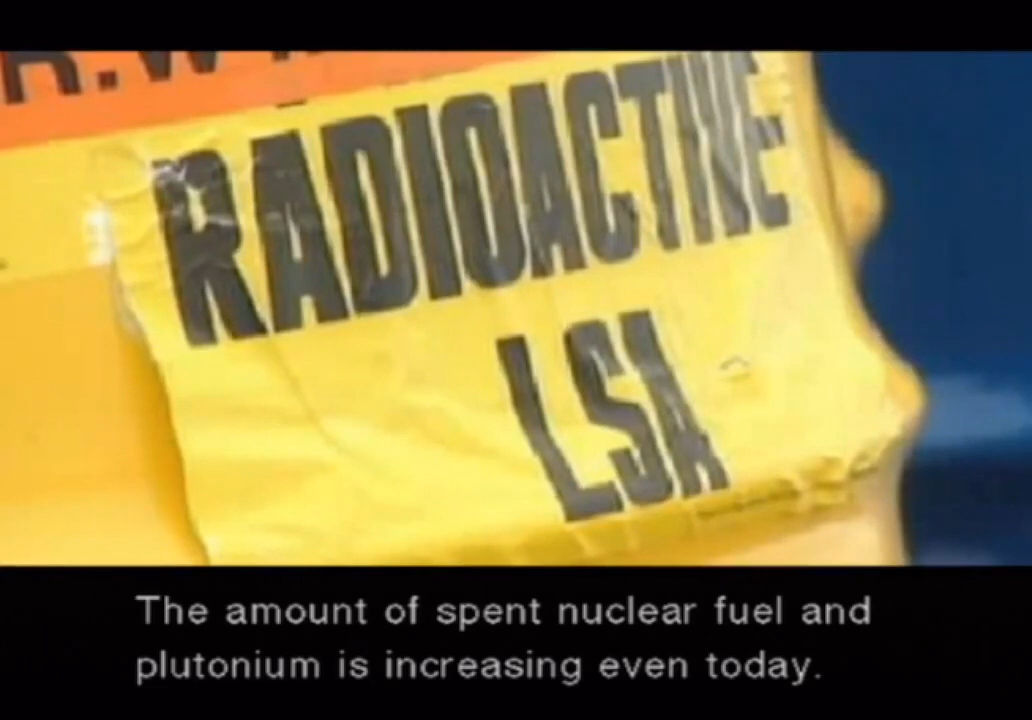 RADIOACTIVE
LSA
The amount of spent nuclear fuel and
plutonium is increasing even today.